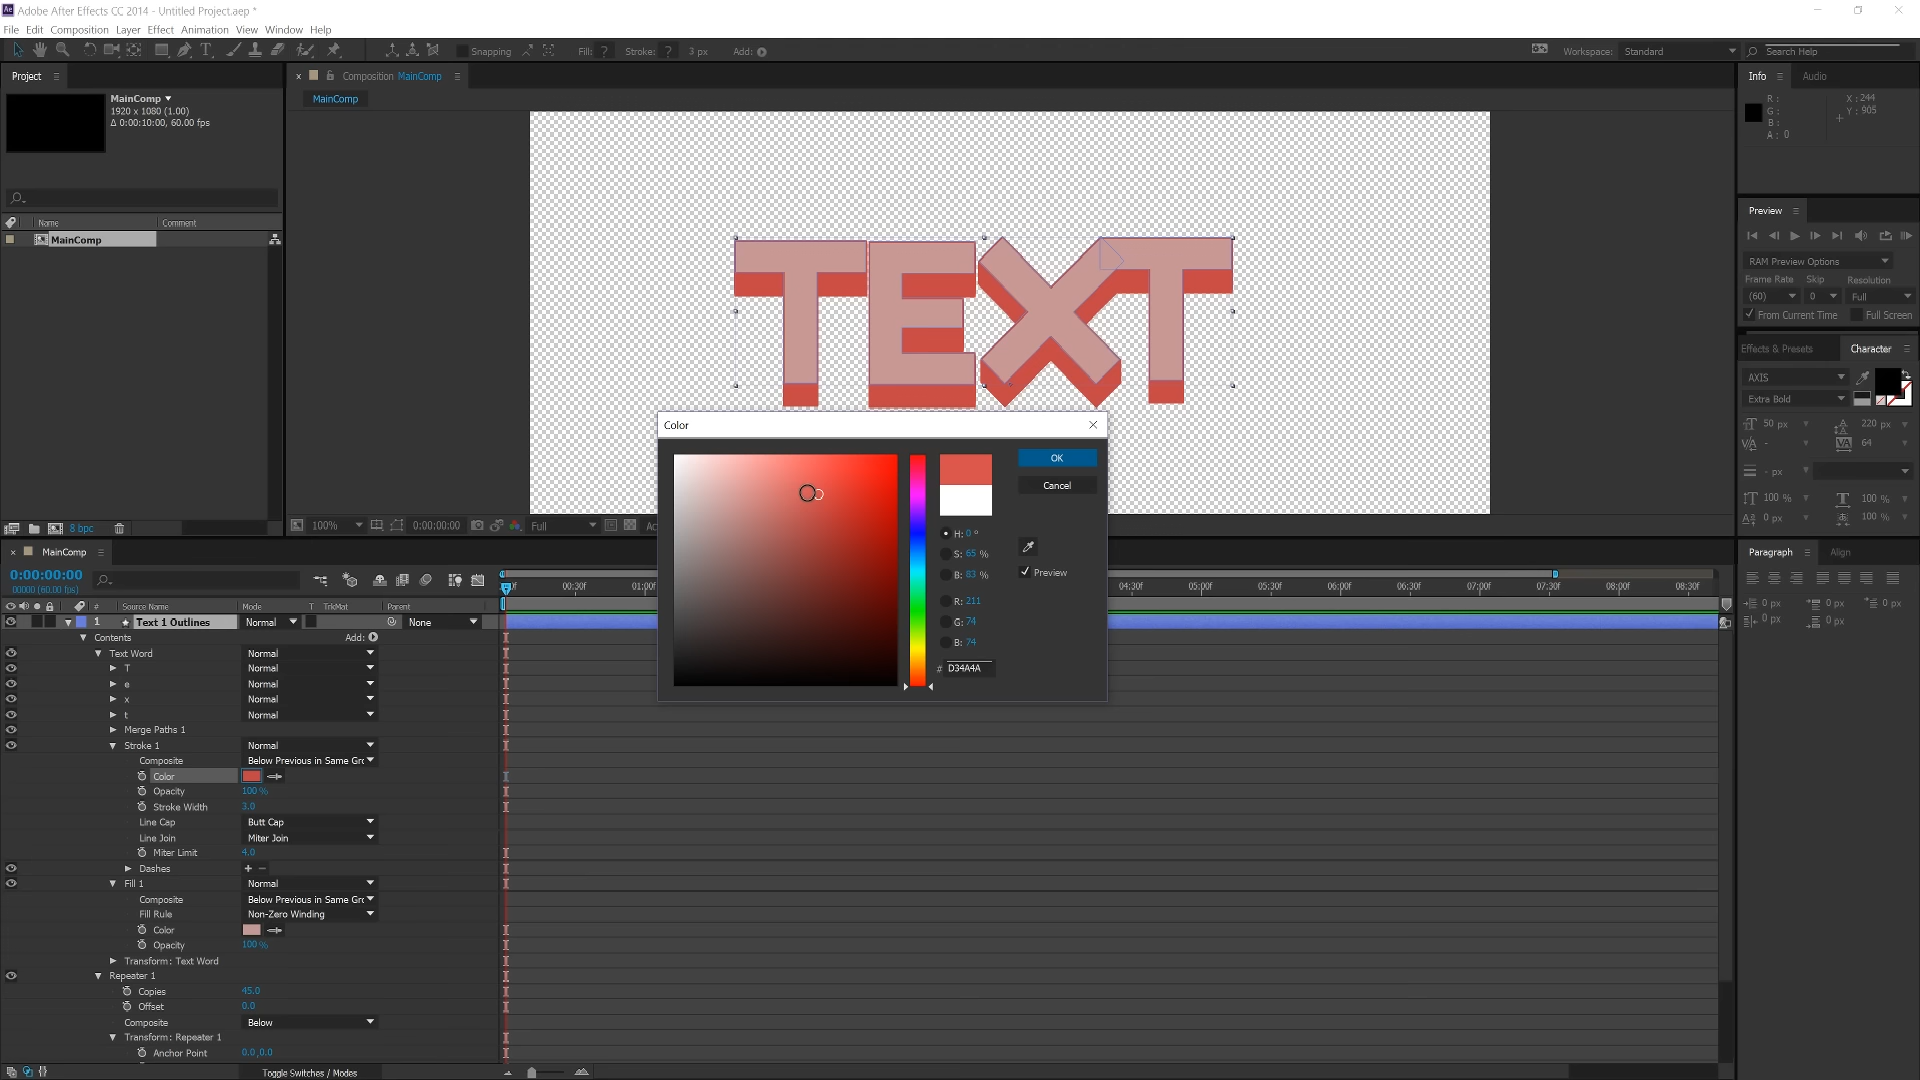 Adobe After Effects CC 2014 - Untitled Project.aep *
File Edit Composition Layer Effect Animation View Window Help
Snapping Fill: ? Stroke: ? 3 px Add: Workspace: Standard Search Help
Project
Composition MainComp
Info Audio
MainComp
1920 x 1080 (1.00)
Δ 0:00:10:00, 60.00 fps
MainComp
R :
G :
B :
A : 0
X : 244
Y : 905
Name Comment
MainComp
TEXT
Preview
RAM Preview Options
Frame Rate Skip Resolution
(60) 0 Full
From Current Time Full Screen
Effects & Presets Character
AXIS
Extra Bold
50 px 220 px
- 64
- px
100 % 100 %
0 px 100 %
Color
OK
Cancel
H: 0 °
S: 65 %
B: 83 %
Preview
R: 211
G: 74
B: 74
# D34A4A
8 bpc
100% 0:00:00:00 Full
MainComp
Paragraph Align
0 px 0 px 0 px
0 px 0 px
0:00:00:00
00000 (60.00 fps)
00:30f 01:00f 04:30f 05:00f 05:30f 06:00f 06:30f 07:00f 07:30f 08:00f 08:30f
# Source Name Mode T TrkMat Parent
1 Text 1 Outlines Normal None
Contents Add:
Text Word Normal
T Normal
e Normal
x Normal
t Normal
Merge Paths 1
Stroke 1 Normal
Composite Below Previous in Same Gr
Color
Opacity 100 %
Stroke Width 3.0
Line Cap Butt Cap
Line Join Miter Join
Miter Limit 4.0
Dashes + −
Fill 1 Normal
Composite Below Previous in Same Gr
Fill Rule Non-Zero Winding
Color
Opacity 100 %
Transform: Text Word
Repeater 1
Copies 45.0
Offset 0.0
Composite Below
Transform: Repeater 1
Anchor Point 0.0,0.0
Toggle Switches / Modes